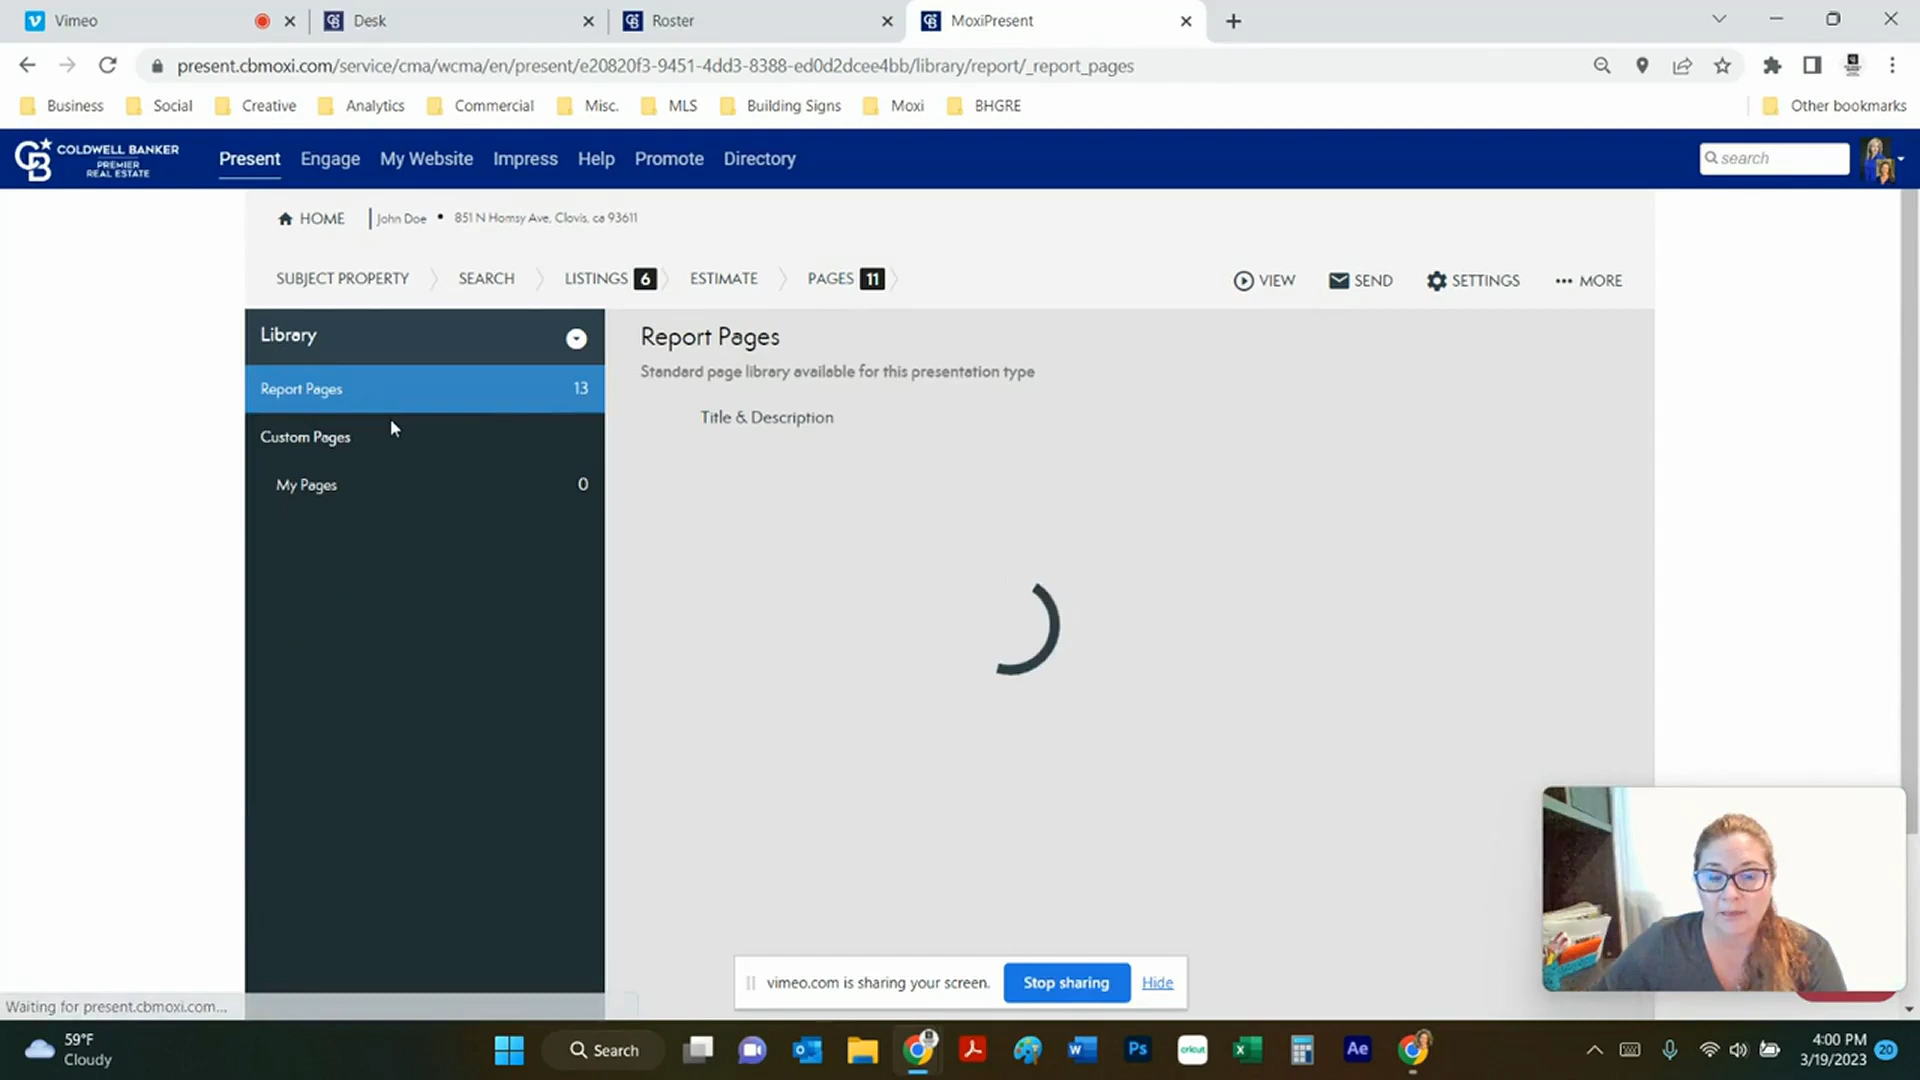 Vimeo
Desk
Roster
MoxiPresent
present.cbmoxi.com/service/cma/wcma/en/present/e20820f3-9451-4dd3-8388-ed0d2dcee4bb/library/report/_report_pages
Business
Social
Creative
Analytics
Commercial
Misc.
MLS
Building Signs
Moxi
BHGRE
Other bookmarks
COLDWELL BANKER
PREMIER
REAL ESTATE
Present
Engage
My Website
Impress
Help
Promote
Directory
search
HOME
John Doe • 851 N Homsy Ave, Clovis, ca 93611
SUBJECT PROPERTY
SEARCH
LISTINGS 6
ESTIMATE
PAGES 11
VIEW
SEND
SETTINGS
MORE
Library
Report Pages 13
Custom Pages
My Pages 0
Report Pages
Standard page library available for this presentation type
Title & Description
vimeo.com is sharing your screen.
Stop sharing
Hide
Waiting for present.cbmoxi.com...
59°F
Cloudy
Search
cricut
Ps
Ae
4:00 PM
3/19/2023
20